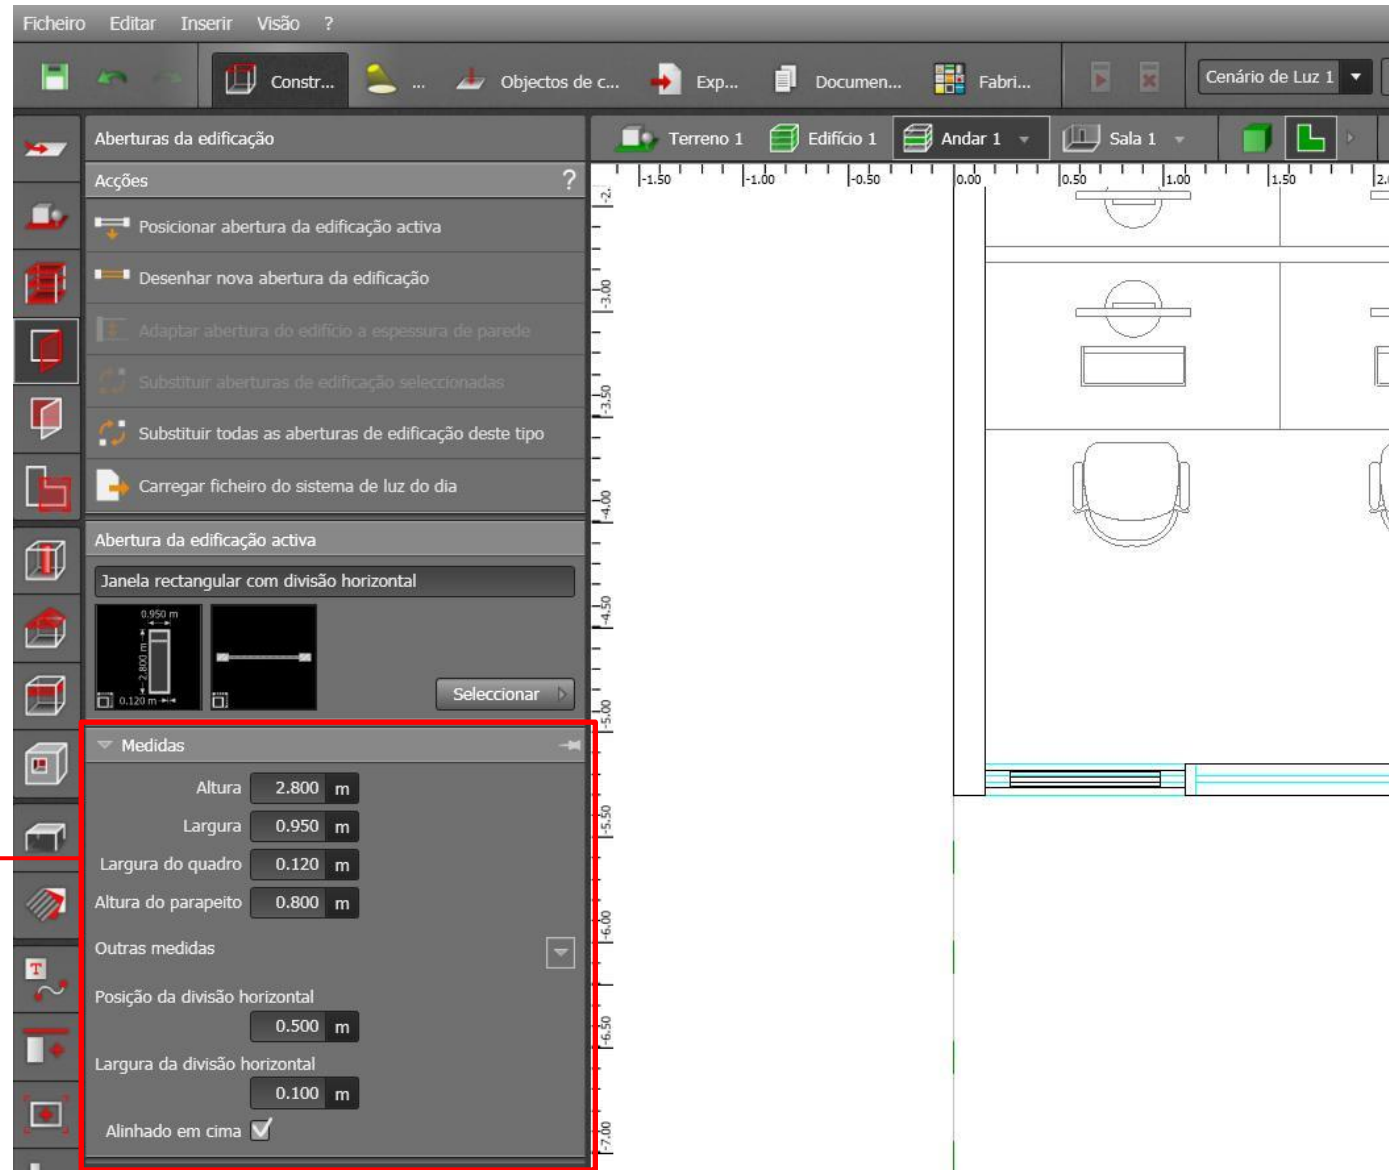 Ficheiro Editar Inserir Visão ?
Constr... ... Objectos de c... Exp... Documen... Fabri... Cenário de Luz 1
Aberturas da edificação
Terreno 1 Edifício 1 Andar 1 Sala 1
Acções ?
-1.50 -1.00 -0.50 0.00 0.50 1.00 1.50 2.0
Posicionar abertura da edificação activa
Desenhar nova abertura da edificação
Adaptar abertura do edifício a espessura de parede
Substituir aberturas de edificação seleccionadas
Substituir todas as aberturas de edificação deste tipo
Carregar ficheiro do sistema de luz do dia
Abertura da edificação activa
Janela rectangular com divisão horizontal
0.950 m
2.800 m
0.120 m
Seleccionar
Medidas
Altura 2.800 m
Largura 0.950 m
Largura do quadro 0.120 m
Altura do parapeito 0.800 m
Outras medidas
Posição da divisão horizontal
0.500 m
Largura da divisão horizontal
0.100 m
Alinhado em cima
T
-2.
-3.00
-3.50
-4.00
-4.50
-5.00
-5.50
-6.00
-6.50
-7.00